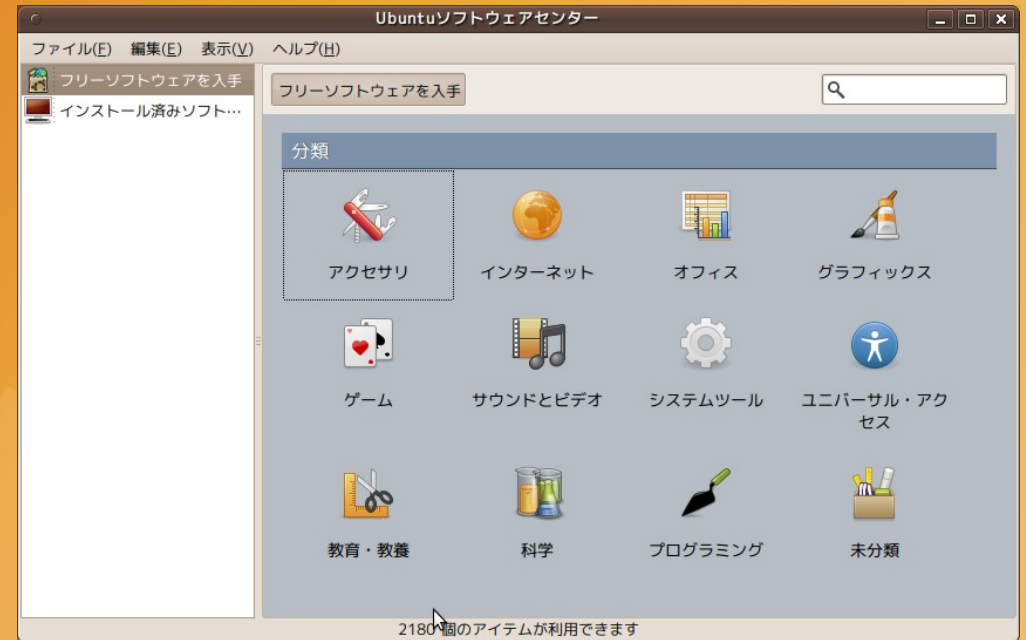 Ubuntuソフトウェアセンター
ファイル(F) 編集(E) 表示(V) ヘルプ(H)
フリーソフトウェアを入手
インストール済みソフト…
フリーソフトウェアを入手
分類
アクセサリ
インターネット
オフィス
グラフィックス
ゲーム
サウンドとビデオ
システムツール
ユニバーサル・アク
セス
教育・教養
科学
プログラミング
未分類
2180 個のアイテムが利用できます